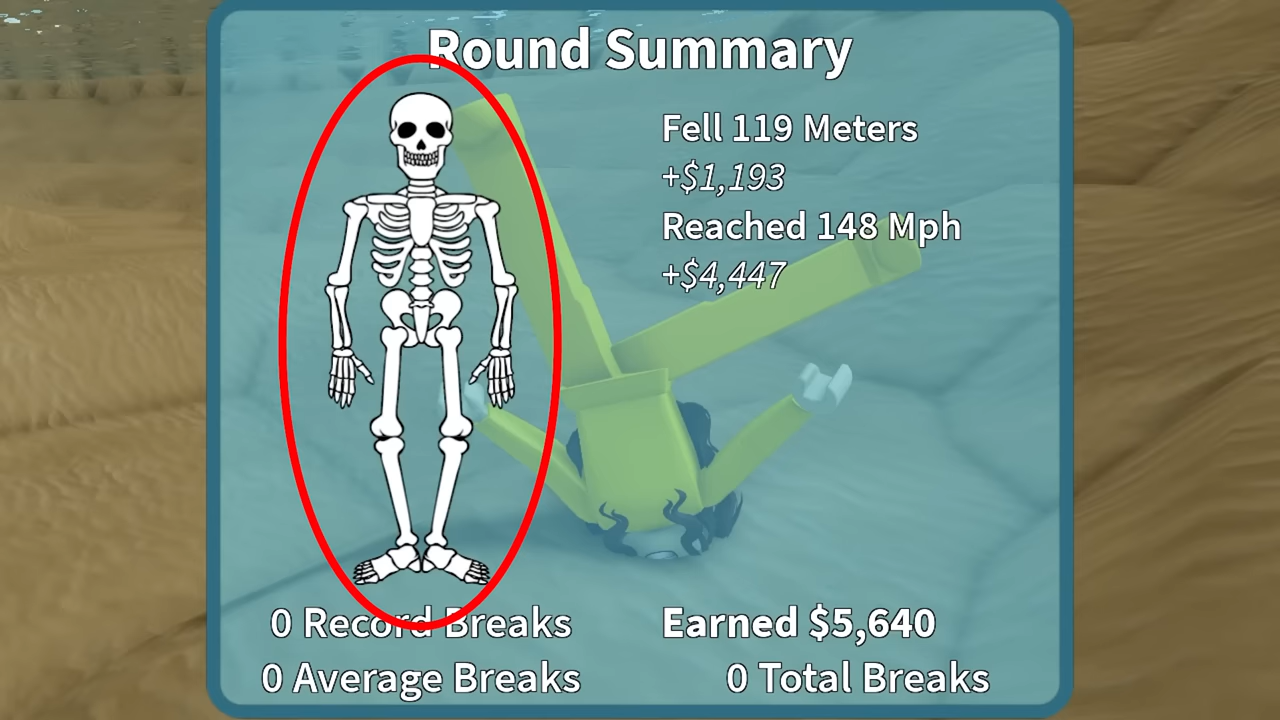 Round Summary
Fell 119 Meters
+$1,193
Reached 148 Mph
+$4,447
0 Record Breaks
Earned $5,640
0 Average Breaks
0 Total Breaks